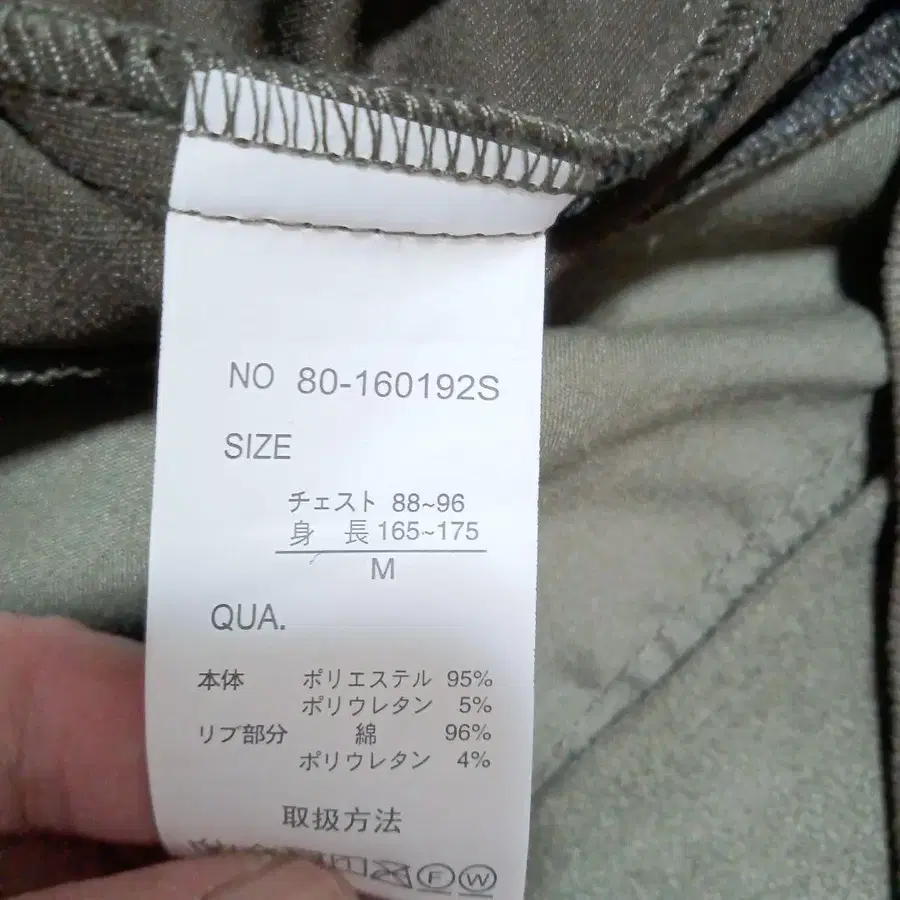 NO 80-160192S
SIZE
チェスト 88~96
身 長 165~175
M
QUA.
本体 ポリエステル 95%
ポリウレタン 5%
リブ部分 綿 96%
ポリウレタン 4%
取扱方法
F W